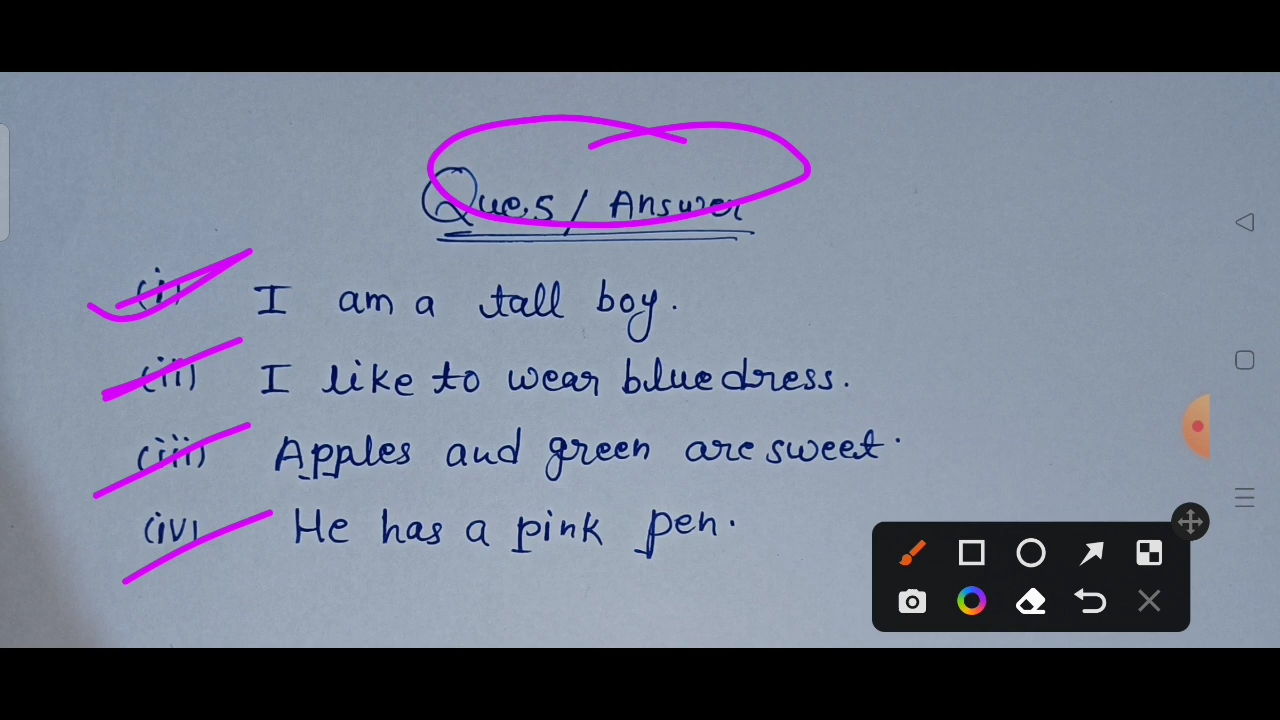 Ques/Answer
(i) I am a tall boy.
(ii) I like to wear blue dress.
(iii) Apples and green are sweet.
(iv) He has a pink pen.